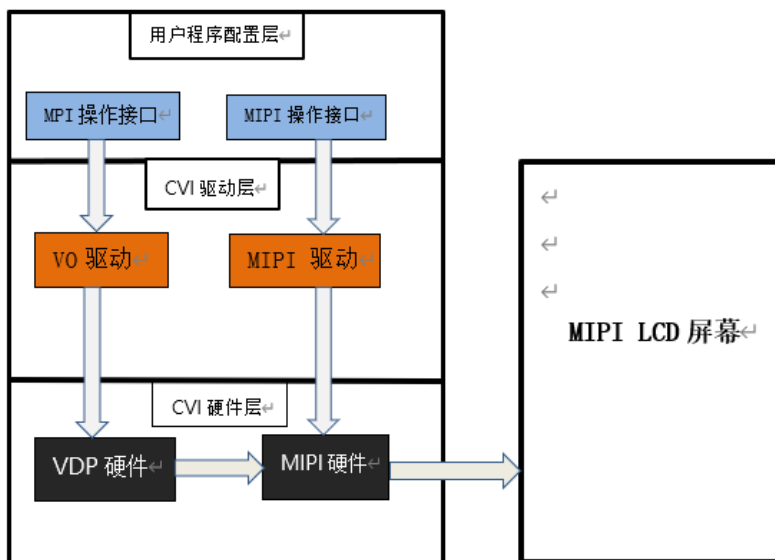 用户程序配置层↵
MPI 操作接口↵
MIPI 操作接口↵
CVI 驱动层↵
VO 驱动↵
MIPI 驱动↵
CVI 硬件层↵
VDP 硬件↵
MIPI 硬件↵
↵
↵
↵
MIPI LCD 屏幕↵